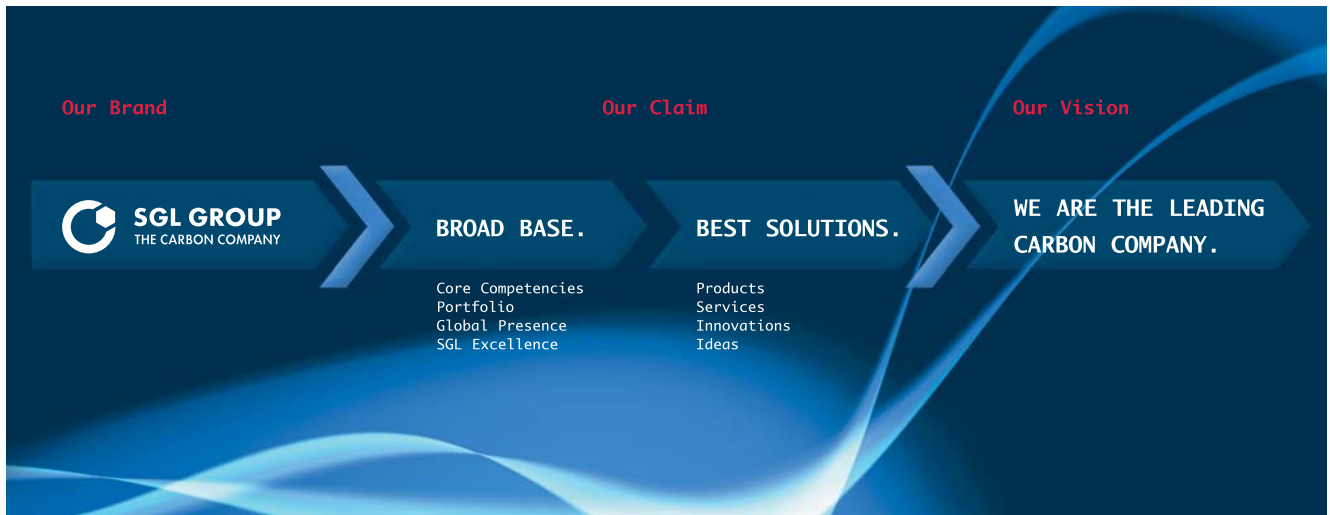 Our Brand
Our Claim
Our Vision
SGL GROUP
THE CARBON COMPANY
BROAD BASE.
BEST SOLUTIONS.
WE ARE THE LEADING
CARBON COMPANY.
Core Competencies
Portfolio
Global Presence
SGL Excellence
Products
Services
Innovations
Ideas